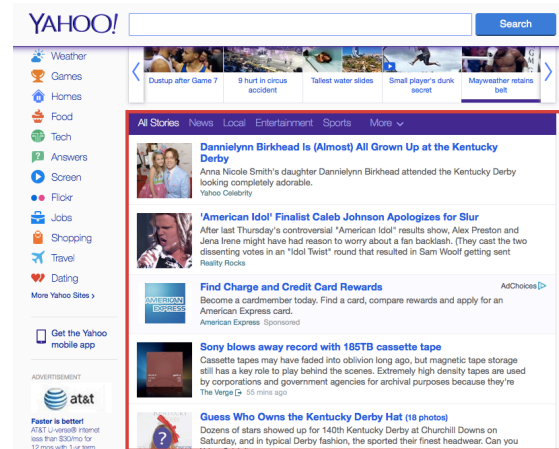 YAHOO!
Search
Weather
Games
Homes
Food
Tech
Answers
Screen
Flickr
Jobs
Shopping
Travel
Dating
More Yahoo Sites >
Get the Yahoo
mobile app
ADVERTISEMENT
at&t
Faster is better!
AT&T U-verse® Internet
less than $30/mo for
12 mos with 1-yr term
Dustup after Game 7
9 hurt in circus
accident
Tallest water slides
Small player's dunk
secret
Mayweather retains
belt
All Stories News Local Entertainment Sports More
Dannielynn Birkhead Is (Almost) All Grown Up at the Kentucky
Derby
Anna Nicole Smith's daughter Dannielynn Birkhead attended the Kentucky Derby
looking completely adorable.
Yahoo Celebrity
'American Idol' Finalist Caleb Johnson Apologizes for Slur
After last Thursday's controversial "American Idol" results show, Alex Preston and
Jena Irene might have had reason to worry about a fan backlash. (They cast the two
dissenting votes in an "Idol Twist" round that resulted in Sam Woolf getting sent
Reality Rocks
AMERICAN
EXPRESS
Find Charge and Credit Card Rewards
AdChoices
Become a cardmember today. Find a card, compare rewards and apply for an
American Express card.
American Express Sponsored
Sony blows away record with 185TB cassette tape
Cassette tapes may have faded into oblivion long ago, but magnetic tape storage
still has a key role to play behind the scenes. Extremely high density tapes are used
by corporations and government agencies for archival purposes because they're
The Verge 55 mins ago
Guess Who Owns the Kentucky Derby Hat (18 photos)
Dozens of stars showed up for 140th Kentucky Derby at Churchill Downs on
Saturday, and in typical Derby fashion, the sported their finest headwear. Can you